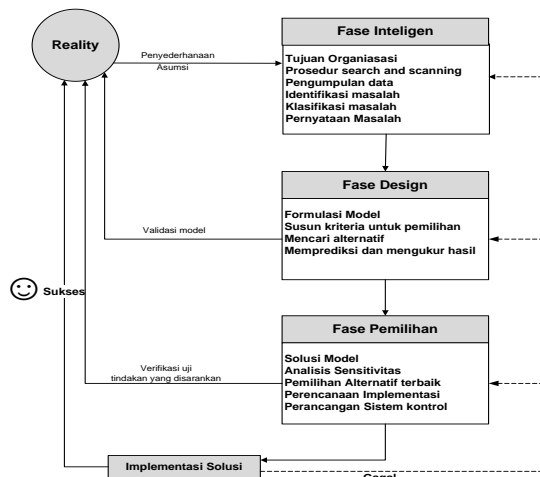 Reality
Penyederhanaan
Asumsi
Fase Inteligen
Tujuan Organiasasi
Prosedur search and scanning
Pengumpulan data
Identifikasi masalah
Klasifikasi masalah
Pernyataan Masalah
Fase Design
Formulasi Model
Susun kriteria untuk pemilihan
Mencari alternatif
Memprediksi dan mengukur hasil
Validasi model
Sukses
Fase Pemilihan
Solusi Model
Analisis Sensitivitas
Pemilihan Alternatif terbaik
Perencanaan Implementasi
Perancangan Sistem kontrol
Verifikasi uji
tindakan yang disarankan
Implementasi Solusi
Gagal